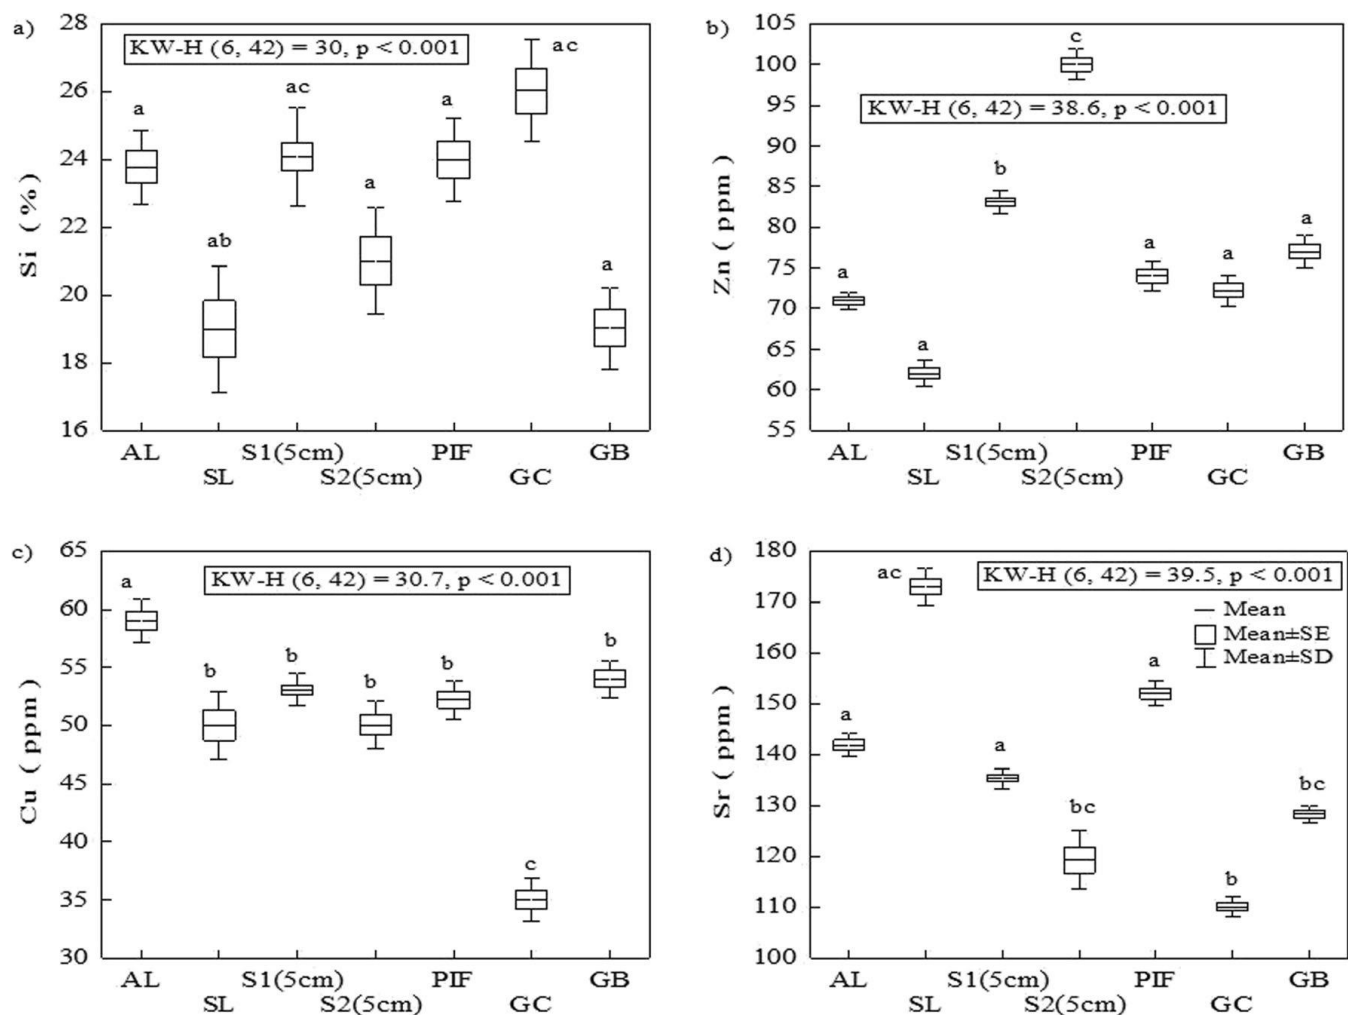 a)
28
26
24
22
20
18
16
Si (%)
KW-H (6, 42) = 30, p < 0.001
a
ab
ac
a
a
ac
a
AL
SL
S1(5cm)
S2(5cm)
PIF
GC
GB
b)
105
100
95
90
85
80
75
70
65
60
55
Zn (ppm)
KW-H (6, 42) = 38.6, p < 0.001
a
a
b
c
a
a
a
AL
SL
S1(5cm)
S2(5cm)
PIF
GC
GB
c)
65
60
55
50
45
40
35
30
Cu (ppm)
KW-H (6, 42) = 30.7, p < 0.001
a
b
b
b
b
c
b
AL
SL
S1(5cm)
S2(5cm)
PIF
GC
GB
d)
180
170
160
150
140
130
120
110
100
Sr (ppm)
KW-H (6, 42) = 39.5, p < 0.001
Mean
Mean±SE
Mean±SD
a
ac
a
bc
a
b
bc
AL
SL
S1(5cm)
S2(5cm)
PIF
GC
GB